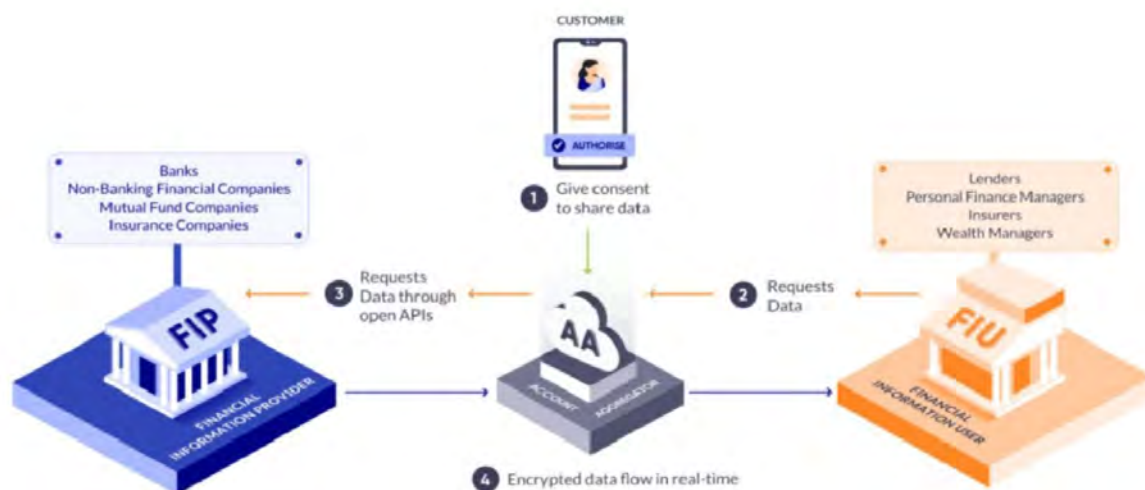 CUSTOMER
AUTHORISE
1 Give consent
to share data
Banks
Non-Banking Financial Companies
Mutual Fund Companies
Insurance Companies
Lenders
Personal Finance Managers
Insurers
Wealth Managers
3 Requests
Data through
open APIs
2 Requests
Data
FIP
FINANCIAL
INFORMATION PROVIDER
AA
ACCOUNT
AGGREGATOR
FIU
FINANCIAL
INFORMATION USER
4 Encrypted data flow in real-time